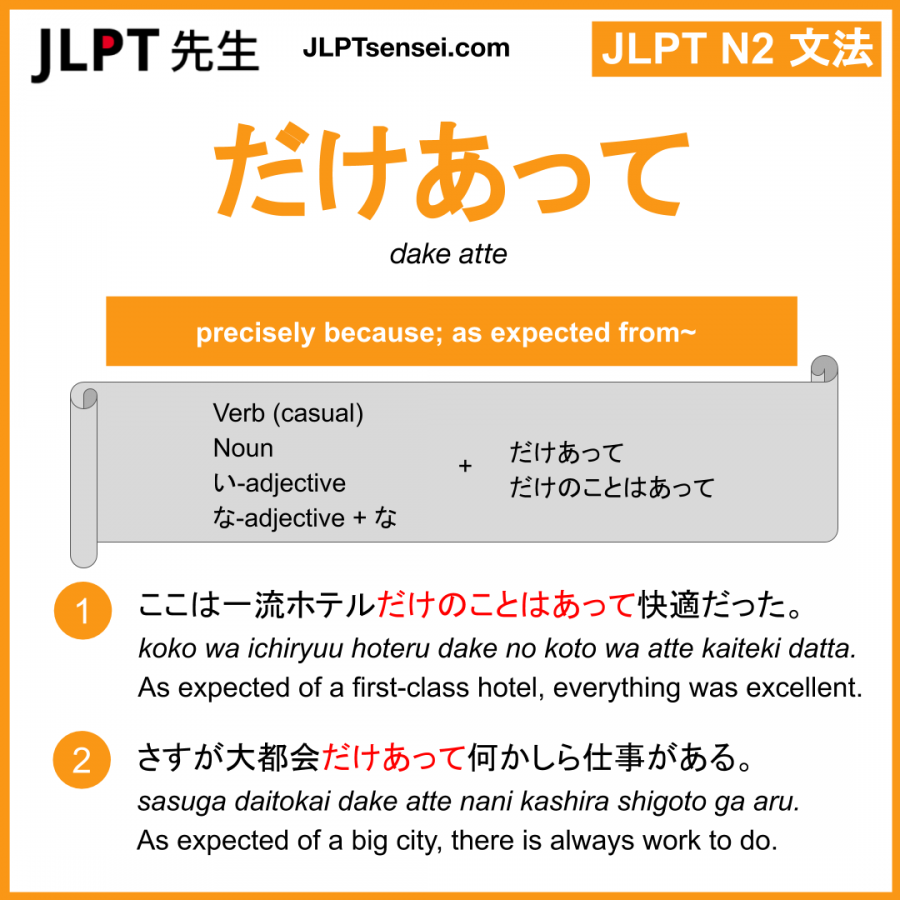 JLPT 先生
JLPTsensei.com
JLPT N2 文法
だけあって
dake atte
precisely because; as expected from~
Verb (casual)
Noun
い-adjective
な-adjective + な
+
だけあって
だけのことはあって
1
ここは一流ホテルだけのことはあって快適だった。
koko wa ichiryuu hoteru dake no koto wa atte kaiteki datta.
As expected of a first-class hotel, everything was excellent.
2
さすが大都会だけあって何かしら仕事がある。
sasuga daitokai dake atte nani kashira shigoto ga aru.
As expected of a big city, there is always work to do.